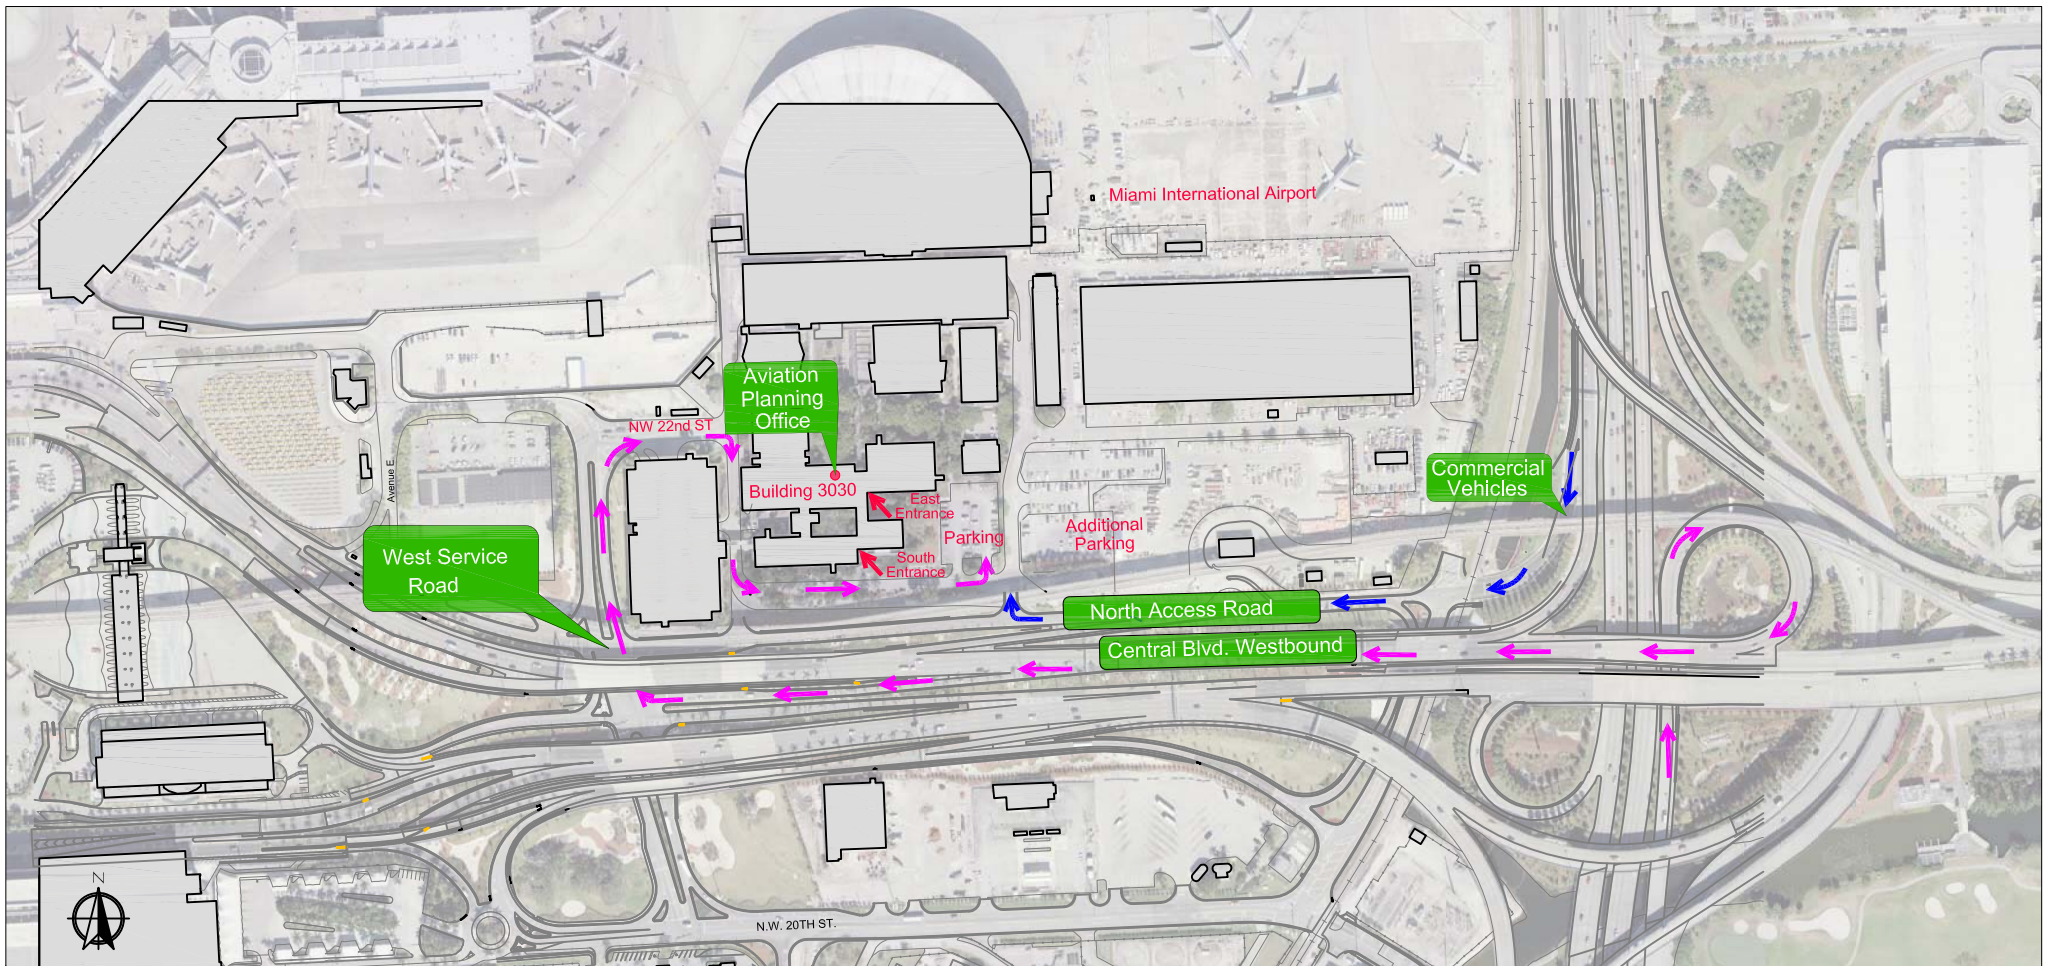 Miami International Airport
Aviation
Planning
Office
NW 22nd ST
Avenue E.
Building 3030
East
Entrance
South
Entrance
Parking
Additional
Parking
Commercial
Vehicles
West Service
Road
North Access Road
Central Blvd. Westbound
N
N.W. 20TH ST.